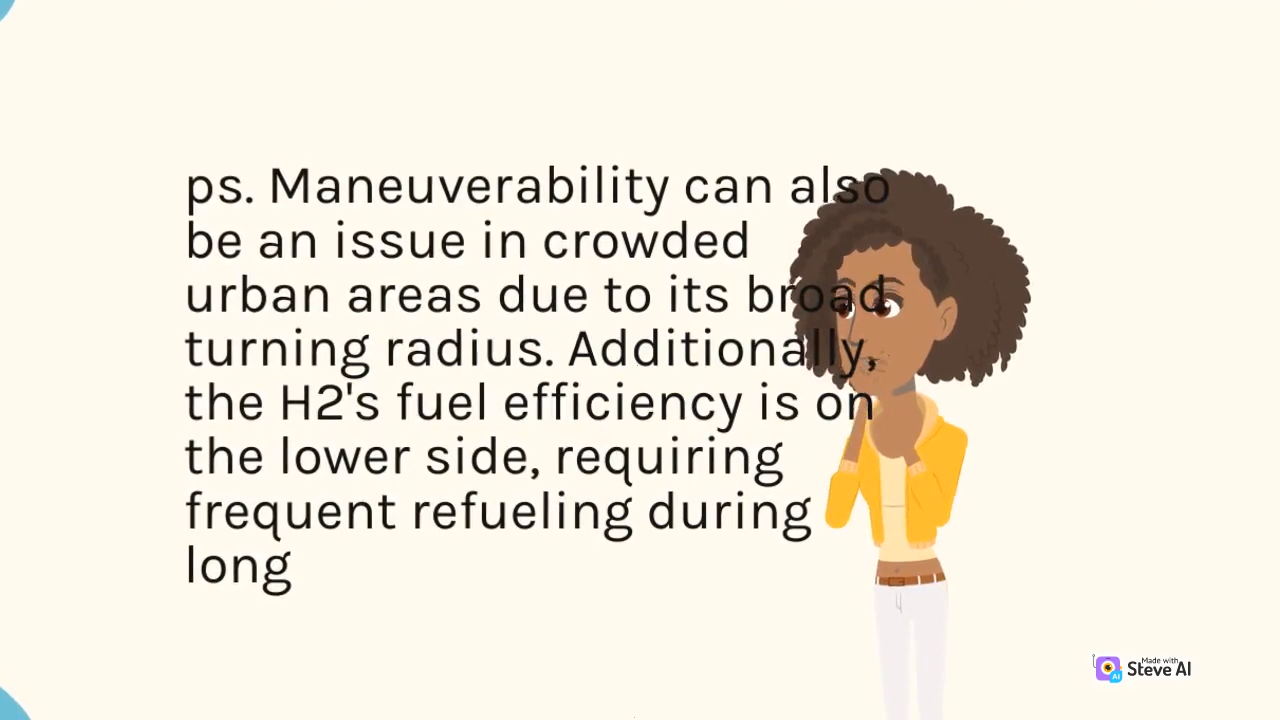 ps. Maneuverability can also
be an issue in crowded
urban areas due to its broad
turning radius. Additionally,
the H2's fuel efficiency is on
the lower side, requiring
frequent refueling during
long
Made with
Steve AI
AI